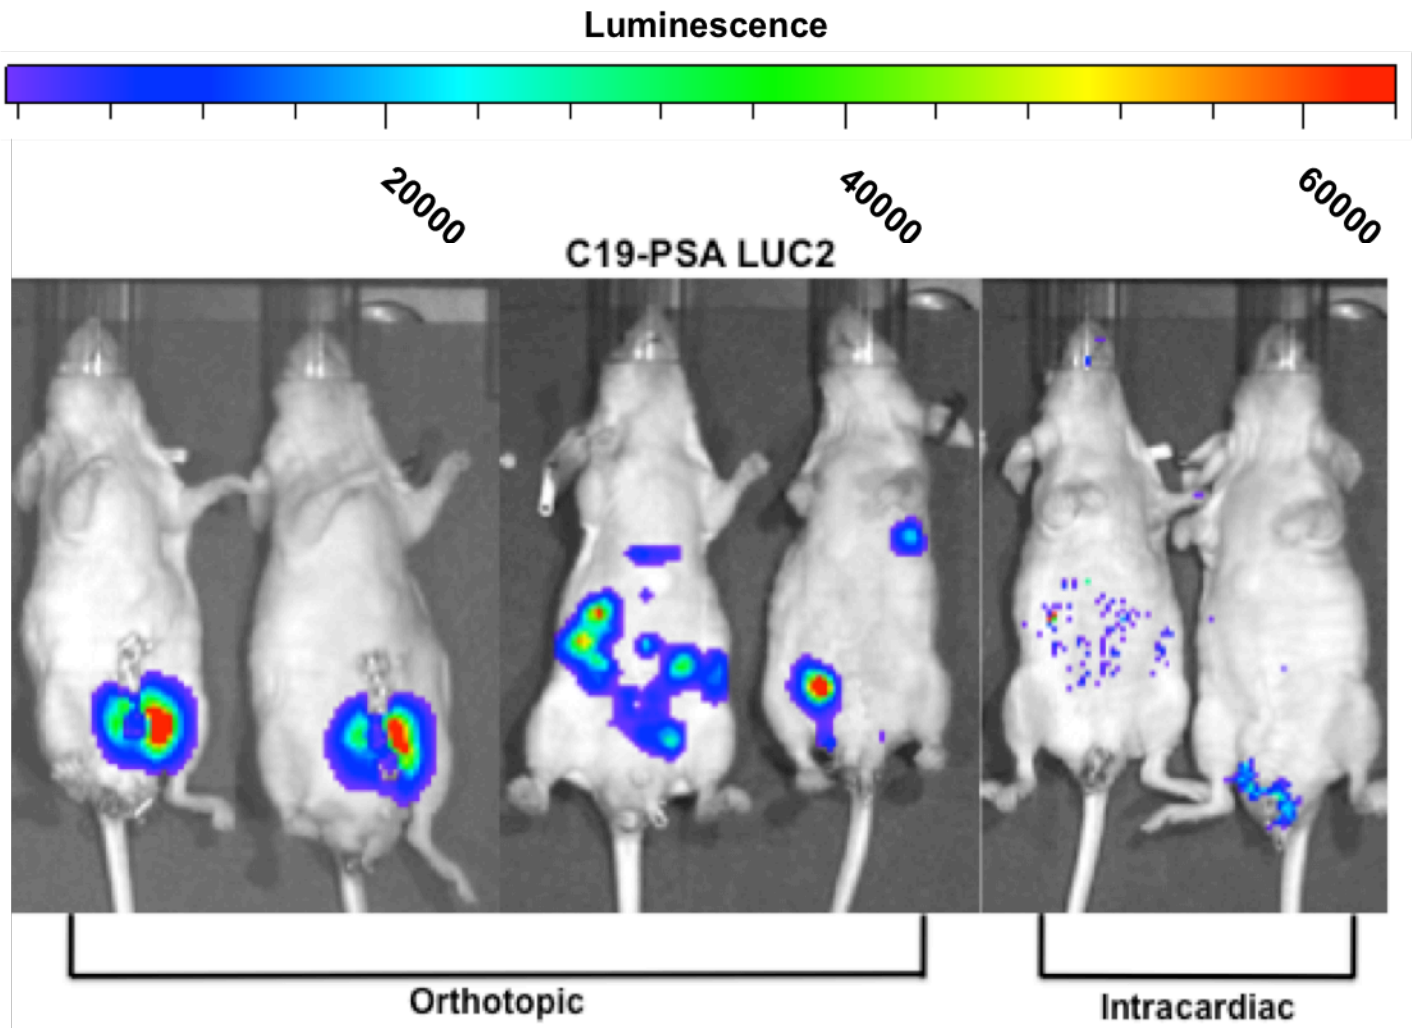 Luminescence
20000
40000
60000
C19-PSA LUC2
Orthotopic
Intracardiac